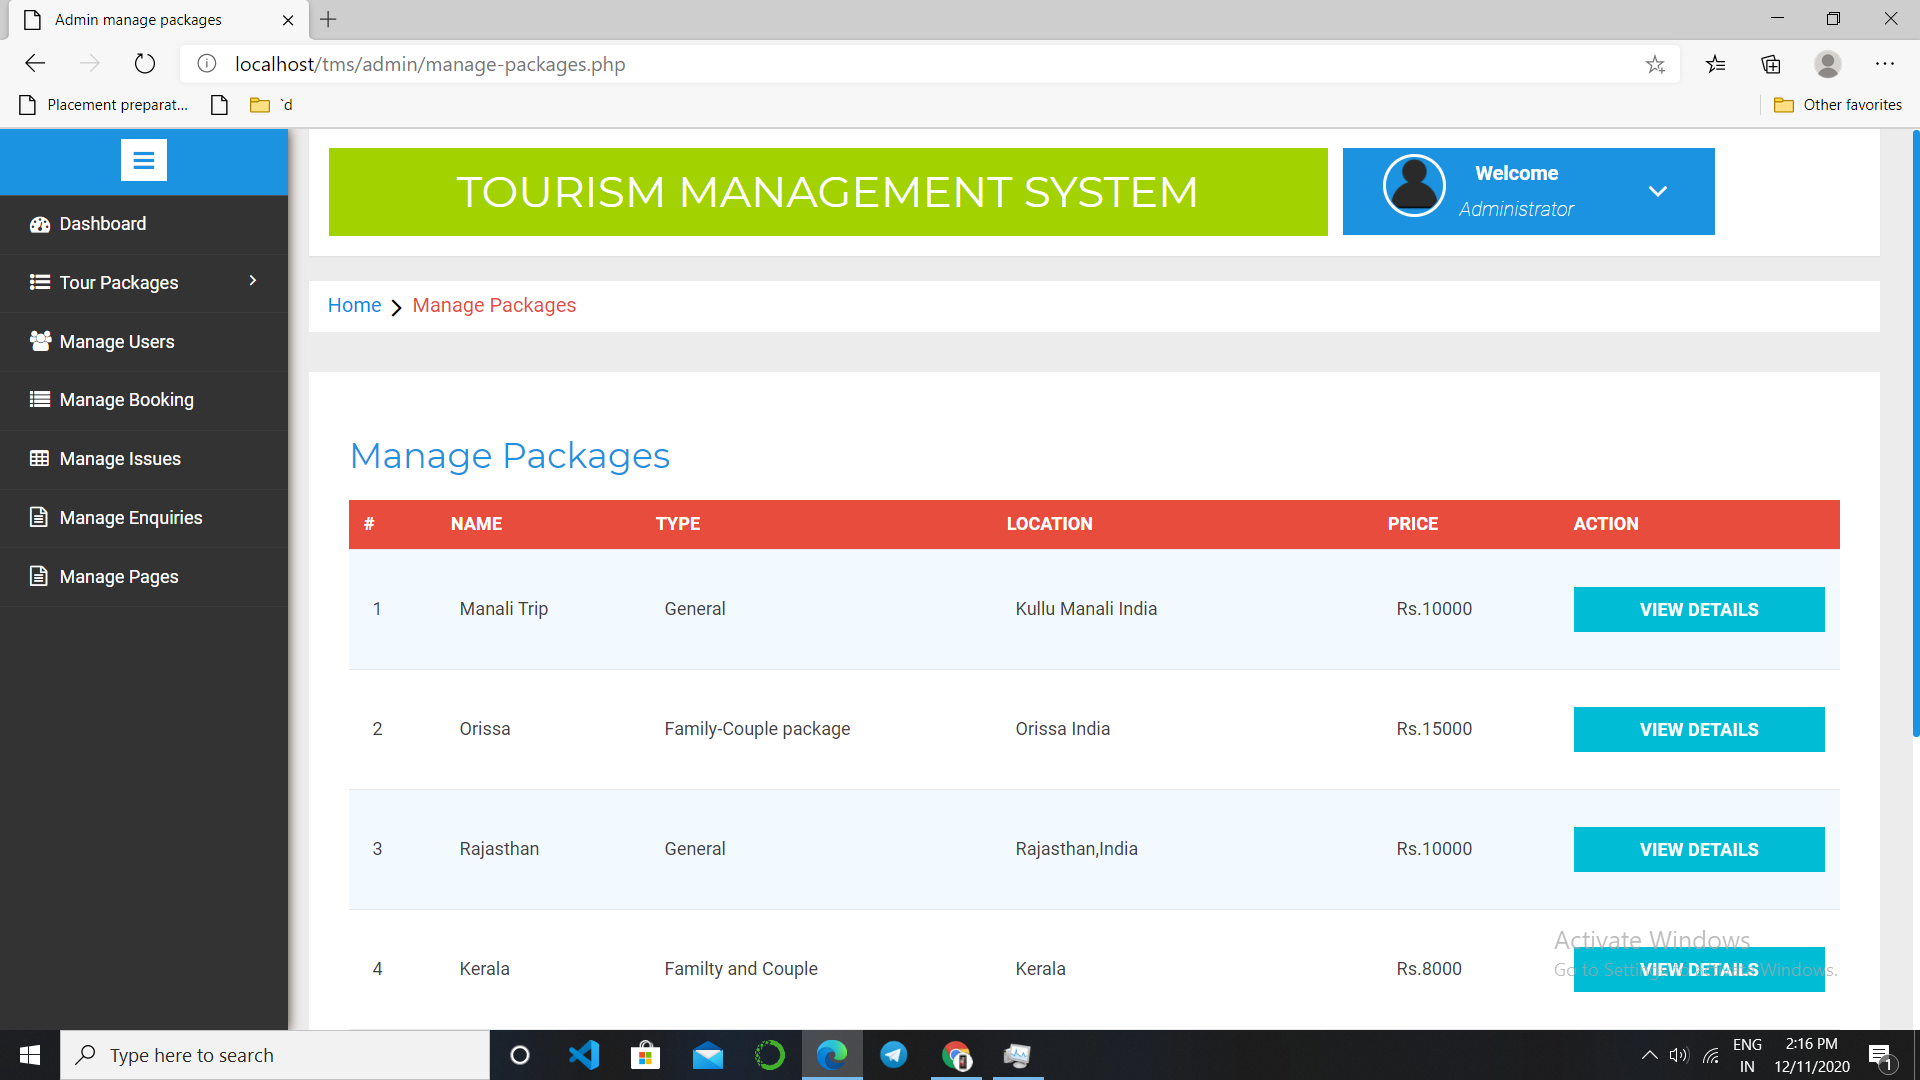 Admin manage packages
localhost/tms/admin/manage-packages.php
Placement preparat...
`d
Other favorites
TOURISM MANAGEMENT SYSTEM
Welcome
Administrator
Dashboard
Tour Packages
Manage Users
Manage Booking
Manage Issues
Manage Enquiries
Manage Pages
Home > Manage Packages
Manage Packages
# NAME TYPE LOCATION PRICE ACTION
1 Manali Trip General Kullu Manali India Rs.10000 VIEW DETAILS
2 Orissa Family-Couple package Orissa India Rs.15000 VIEW DETAILS
3 Rajasthan General Rajasthan,India Rs.10000 VIEW DETAILS
4 Kerala Familty and Couple Kerala Rs.8000 VIEW DETAILS
Activate Windows
Go to Settings to activate Windows.
Type here to search
ENG
IN
2:16 PM
12/11/2020
1